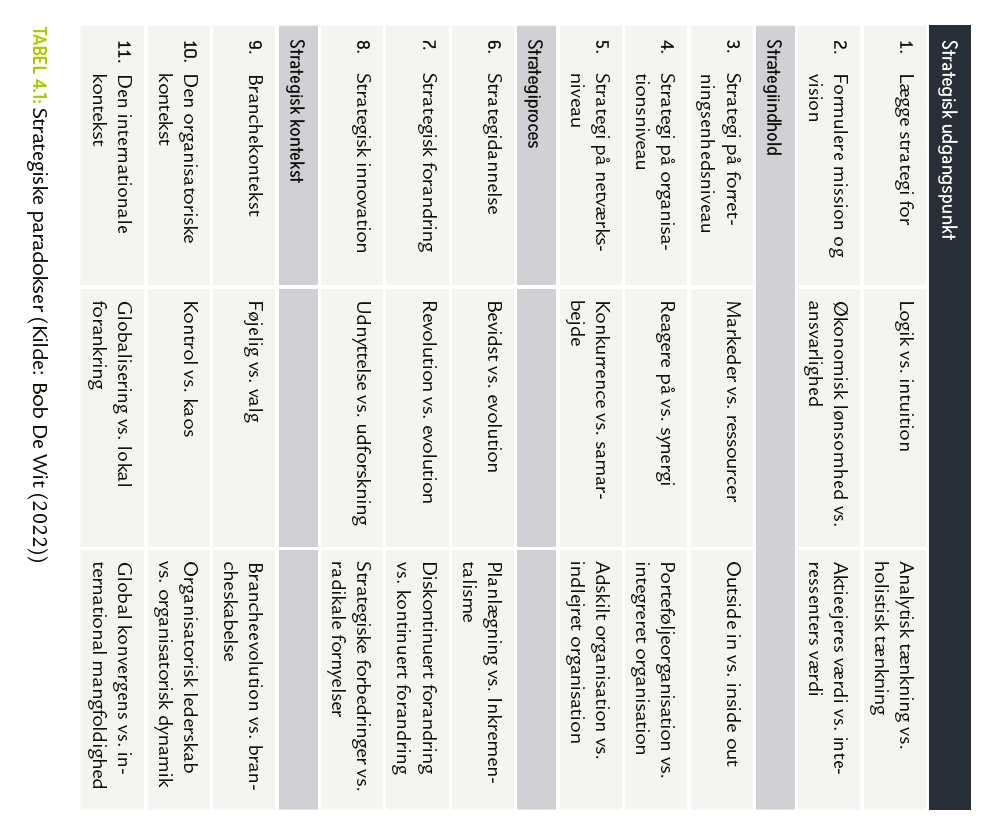 Strategisk udgangspunkt
1. Lægge strategi for
Logik vs. intuition
Analytisk tænkning vs.
holistisk tænkning
2. Formulere mission og
vision
Økonomisk lønsomhed vs.
ansvarlighed
Aktieejeres værdi vs. inte-
ressenters værdi
Strategiindhold
3. Strategi på forret-
ningsenhedsniveau
Markeder vs. ressourcer
Outside in vs. inside out
4. Strategi på organisa-
tionsniveau
Reagere på vs. synergi
Porteføljeorganisation vs.
integreret organisation
5. Strategi på netværks-
niveau
Konkurrence vs. samar-
bejde
Adskilt organisation vs.
indlejret organisation
Strategiproces
6. Strategidannelse
Bevidst vs. evolution
Planlægning vs. Inkremen-
talisme
7. Strategisk forandring
Revolution vs. evolution
Diskontinuert forandring
vs. kontinuert forandring
8. Strategisk innovation
Udnyttelse vs. udforskning
Strategiske forbedringer vs.
radikale fornyelser
Strategisk kontekst
9. Branchekontekst
Føjelig vs. valg
Brancheevolution vs. bran-
cheskabelse
10. Den organisatoriske
kontekst
Kontrol vs. kaos
Organisatorisk lederskab
vs. organisatorisk dynamik
11. Den internationale
kontekst
Globalisering vs. lokal
forankring
Global konvergens vs. in-
ternational mangfoldighed
TABEL 4.1: Strategiske paradokser (Kilde: Bob De Wit (2022))